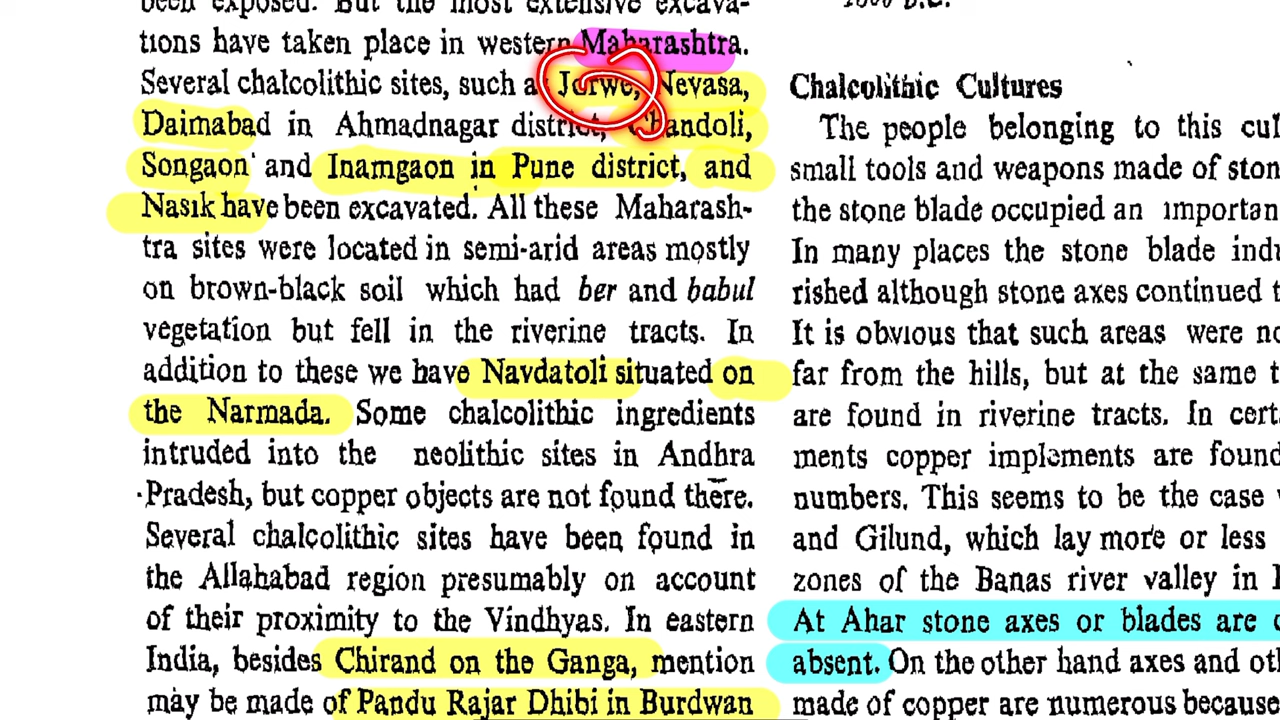 been exposed. But the most extensive excava-
tions have taken place in western Maharashtra.
Several chalcolithic sites, such a Jorwe, Nevasa,
Daimabad in Ahmadnagar district, Chandoli,
Songaon and Inamgaon in Pune district, and
Nasik have been excavated. All these Maharash-
tra sites were located in semi-arid areas mostly
on brown-black soil which had ber and babul
vegetation but fell in the riverine tracts. In
addition to these we have Navdatoli situated on
the Narmada. Some chalcolithic ingredients
intruded into the neolithic sites in Andhra
Pradesh, but copper objects are not found there.
Several chalcolithic sites have been found in
the Allahabad region presumably on account
of their proximity to the Vindhyas. In eastern
India, besides Chirand on the Ganga, mention
may be made of Pandu Rajar Dhibi in Burdwan
B.C.
Chalcolithic Cultures
The people belonging to this cul
small tools and weapons made of ston
the stone blade occupied an importan
In many places the stone blade indu
rished although stone axes continued t
It is obvious that such areas were no
far from the hills, but at the same t
are found in riverine tracts. In cert
ments copper implements are found
numbers. This seems to be the case
and Gilund, which lay more or less
zones of the Banas river valley in
At Ahar stone axes or blades are
absent. On the other hand axes and oth
made of copper are numerous because